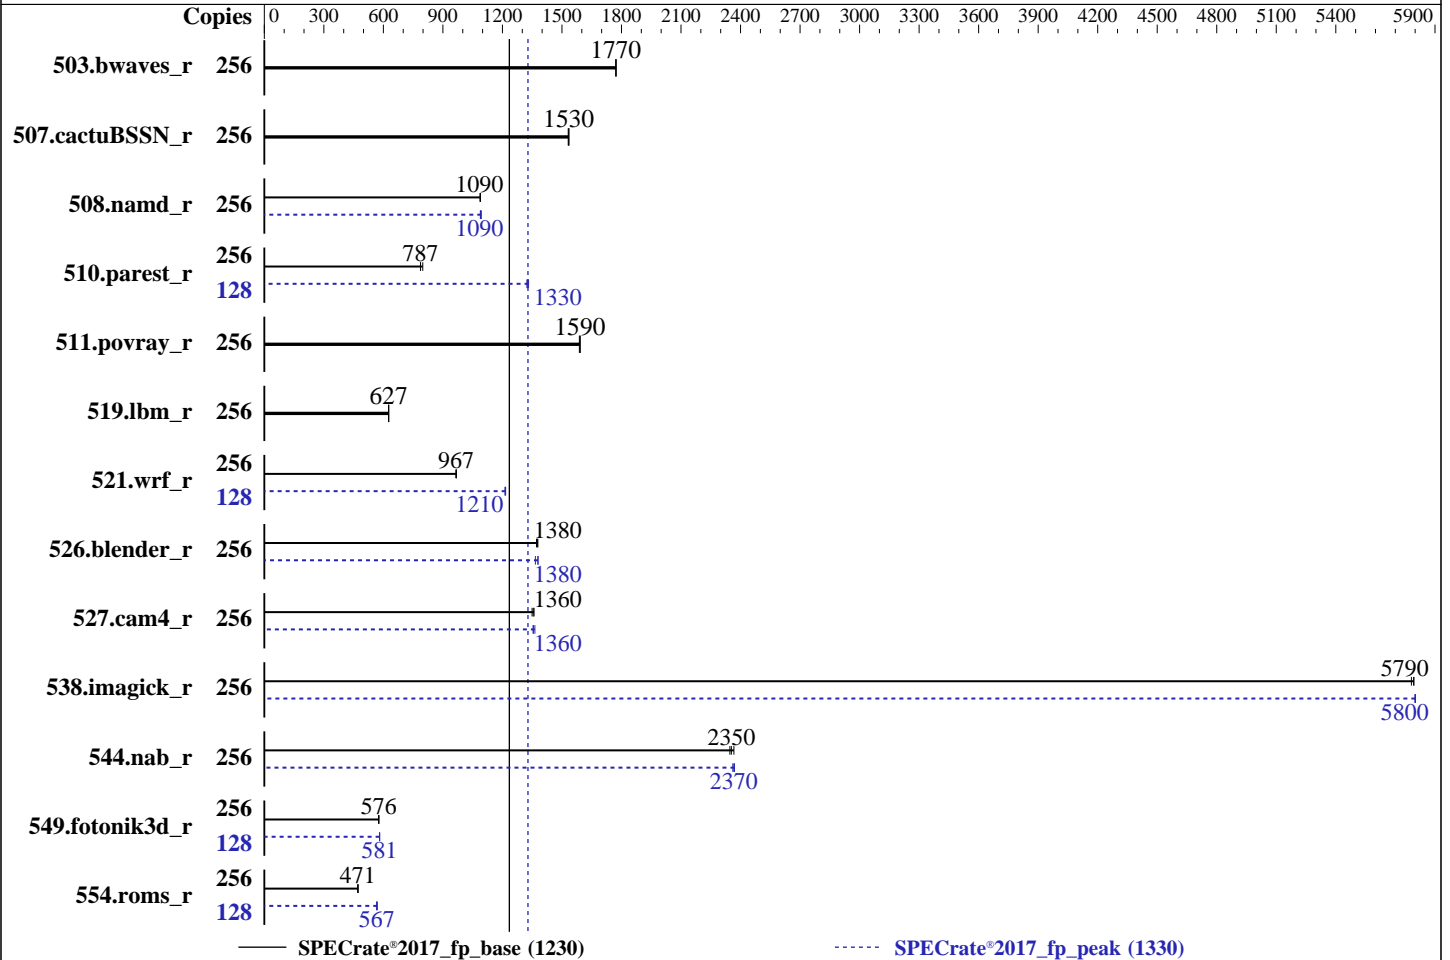 Copies 0 300 600 900 1200 1500 1800 2100 2400 2700 3000 3300 3600 3900 4200 4500 4800 5100 5400 5900
503.bwaves_r 256 1770
507.cactuBSSN_r 256 1530
508.namd_r 256 1090
1090
510.parest_r 256 787
128 1330
511.povray_r 256 1590
519.lbm_r 256 627
521.wrf_r 256 967
128 1210
526.blender_r 256 1380
1380
527.cam4_r 256 1360
1360
538.imagick_r 256 5790
5800
544.nab_r 256 2350
2370
549.fotonik3d_r 256 576
128 581
554.roms_r 256 471
128 567
SPECrate®2017_fp_base (1230) SPECrate®2017_fp_peak (1330)